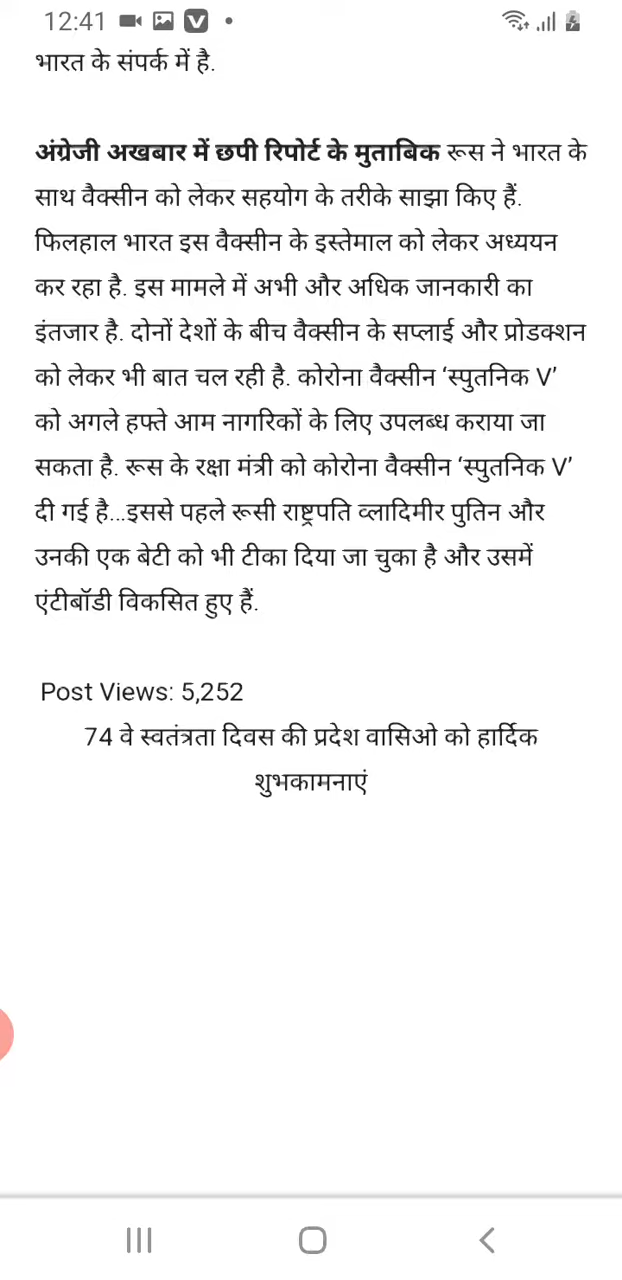 12:41
भारत के संपर्क में है.
अंग्रेजी अखबार में छपी रिपोर्ट के मुताबिक रूस ने भारत के
साथ वैक्सीन को लेकर सहयोग के तरीके साझा किए हैं.
फिलहाल भारत इस वैक्सीन के इस्तेमाल को लेकर अध्ययन
कर रहा है. इस मामले में अभी और अधिक जानकारी का
इंतजार है. दोनों देशों के बीच वैक्सीन के सप्लाई और प्रोडक्शन
को लेकर भी बात चल रही है. कोरोना वैक्सीन ‘स्पुतनिक V’
को अगले हफ्ते आम नागरिकों के लिए उपलब्ध कराया जा
सकता है. रूस के रक्षा मंत्री को कोरोना वैक्सीन ‘स्पुतनिक V’
दी गई है...इससे पहले रूसी राष्ट्रपति व्लादिमीर पुतिन और
उनकी एक बेटी को भी टीका दिया जा चुका है और उसमें
एंटीबॉडी विकसित हुए हैं.
Post Views: 5,252
74 वे स्वतंत्रता दिवस की प्रदेश वासिओ को हार्दिक
शुभकामनाएं